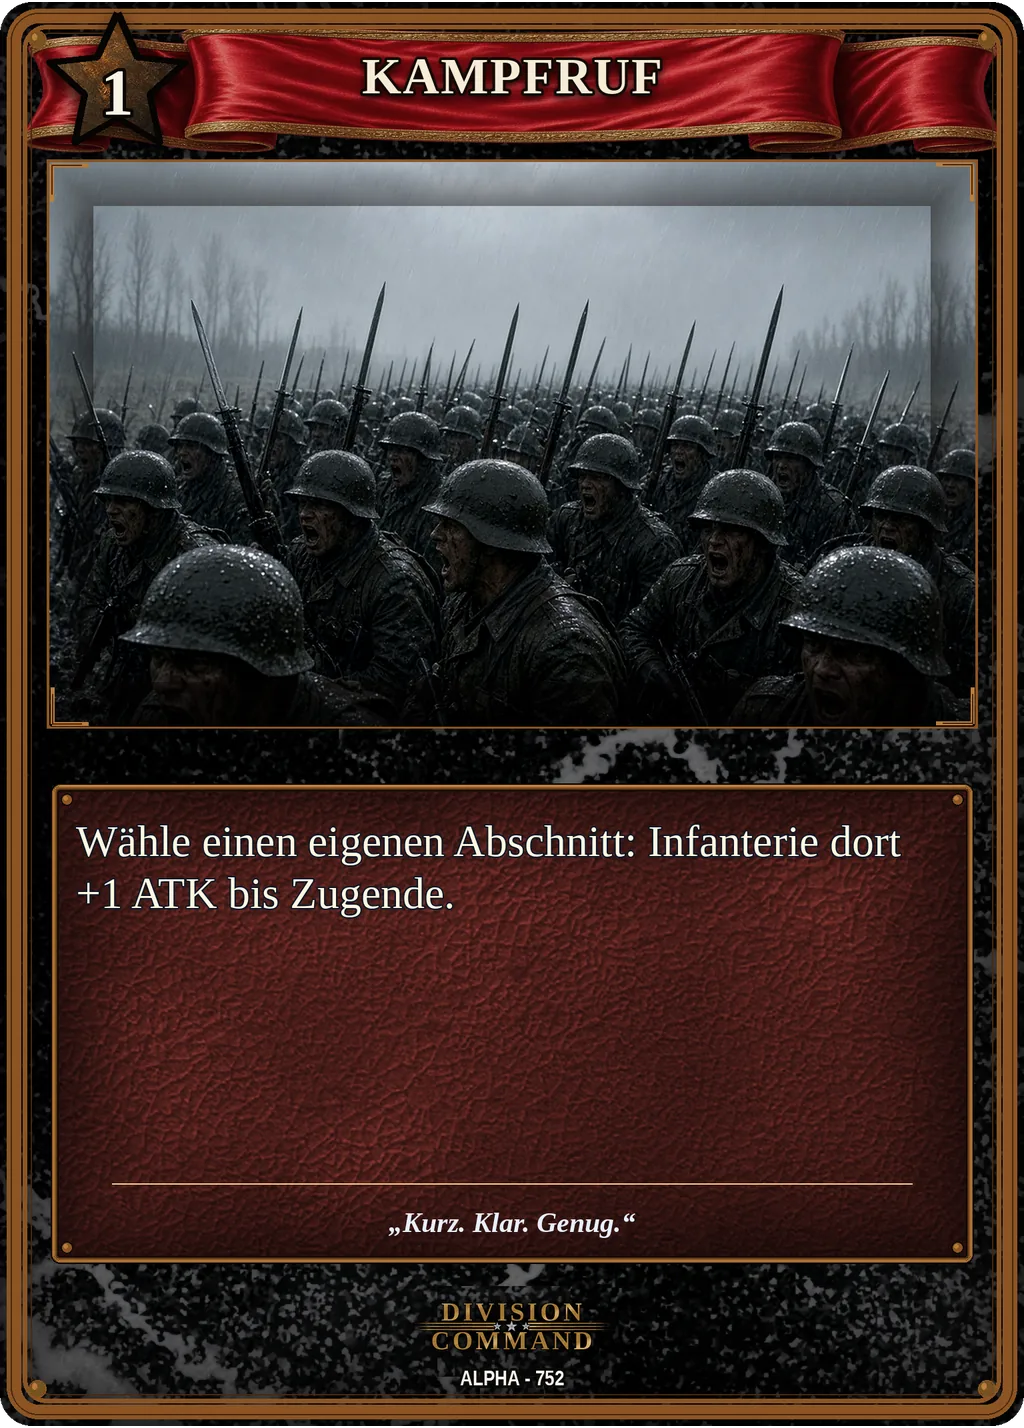 1
KAMPFRUF
Wähle einen eigenen Abschnitt: Infanterie dort
+1 ATK bis Zugende.
„Kurz. Klar. Genug.“
DIVISION
COMMAND
ALPHA - 752